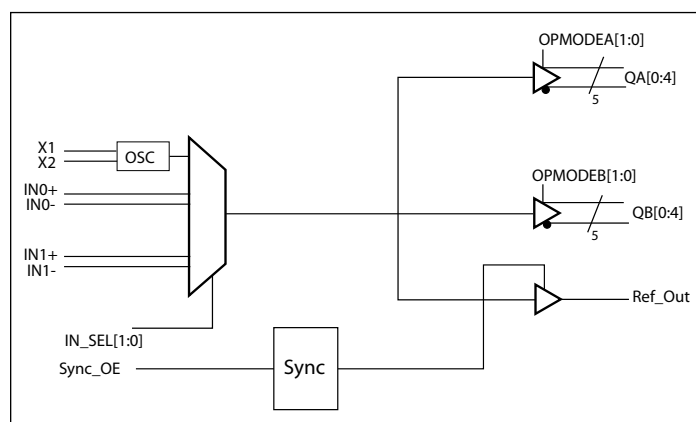 OPMODEA[1:0]
QA[0:4]
5
X1
X2
OSC
IN0+
IN0-
OPMODEB[1:0]
QB[0:4]
5
IN1+
IN1-
Ref_Out
IN_SEL[1:0]
Sync_OE
Sync